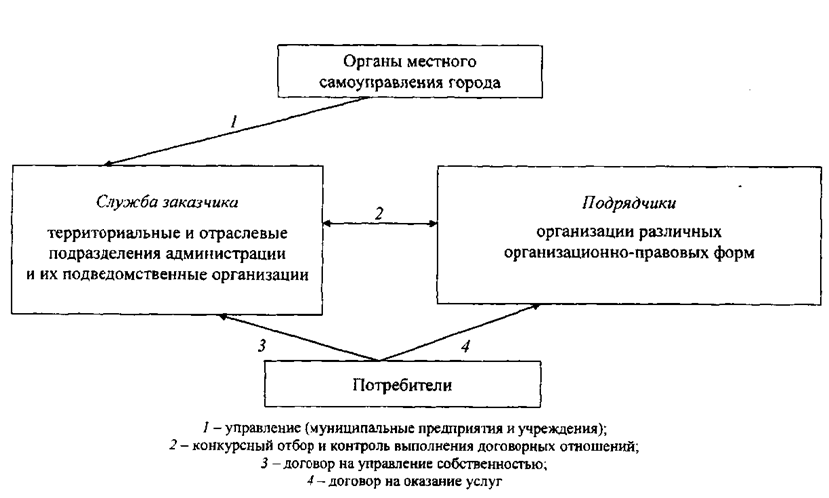 Органы местного
самоуправления города
1
Служба заказчика
территориальные и отраслевые
подразделения администрации
и их подведомственные организации
2
Подрядчики
организации различных
организационно-правовых форм
3
4
Потребители
1 – управление (муниципальные предприятия и учреждения);
2 – конкурсный отбор и контроль выполнения договорных отношений;
3 – договор на управление собственностью;
4 – договор на оказание услуг